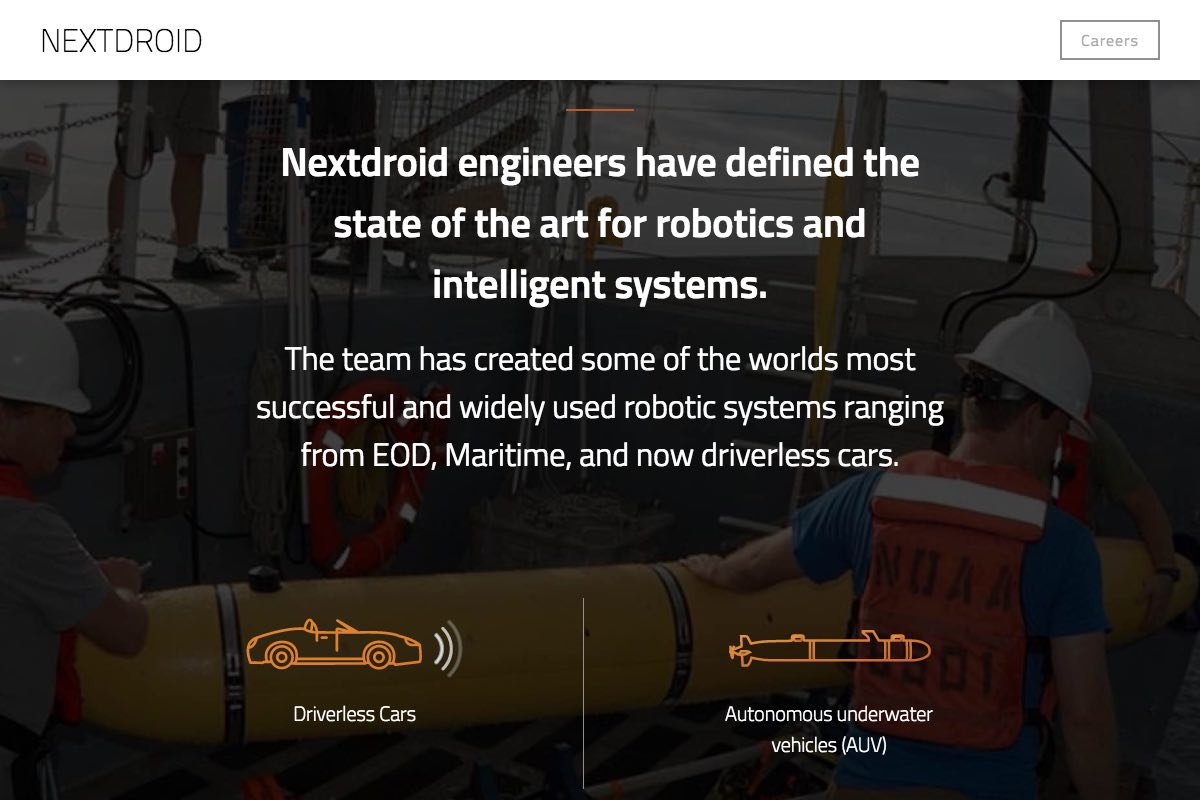 NEXTDROID
Careers
Nextdroid engineers have defined the
state of the art for robotics and
intelligent systems.
The team has created some of the worlds most
successful and widely used robotic systems ranging
from EOD, Maritime, and now driverless cars.
NOAA
Driverless Cars
Autonomous underwater
vehicles (AUV)